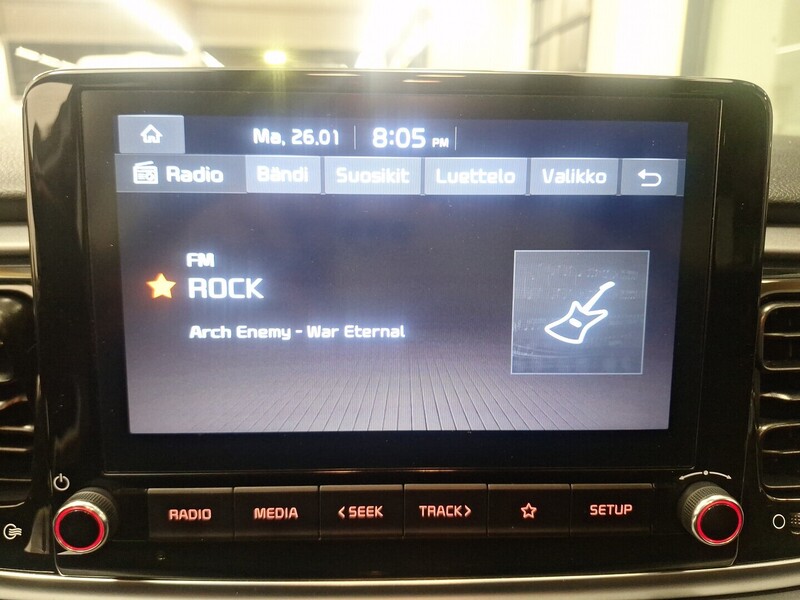 Ma, 26.01 8:05 PM
Radio Bändi Suosikit Luettelo Valikko
FM
ROCK
Arch Enemy - War Eternal
RADIO MEDIA <SEEK TRACK> SETUP